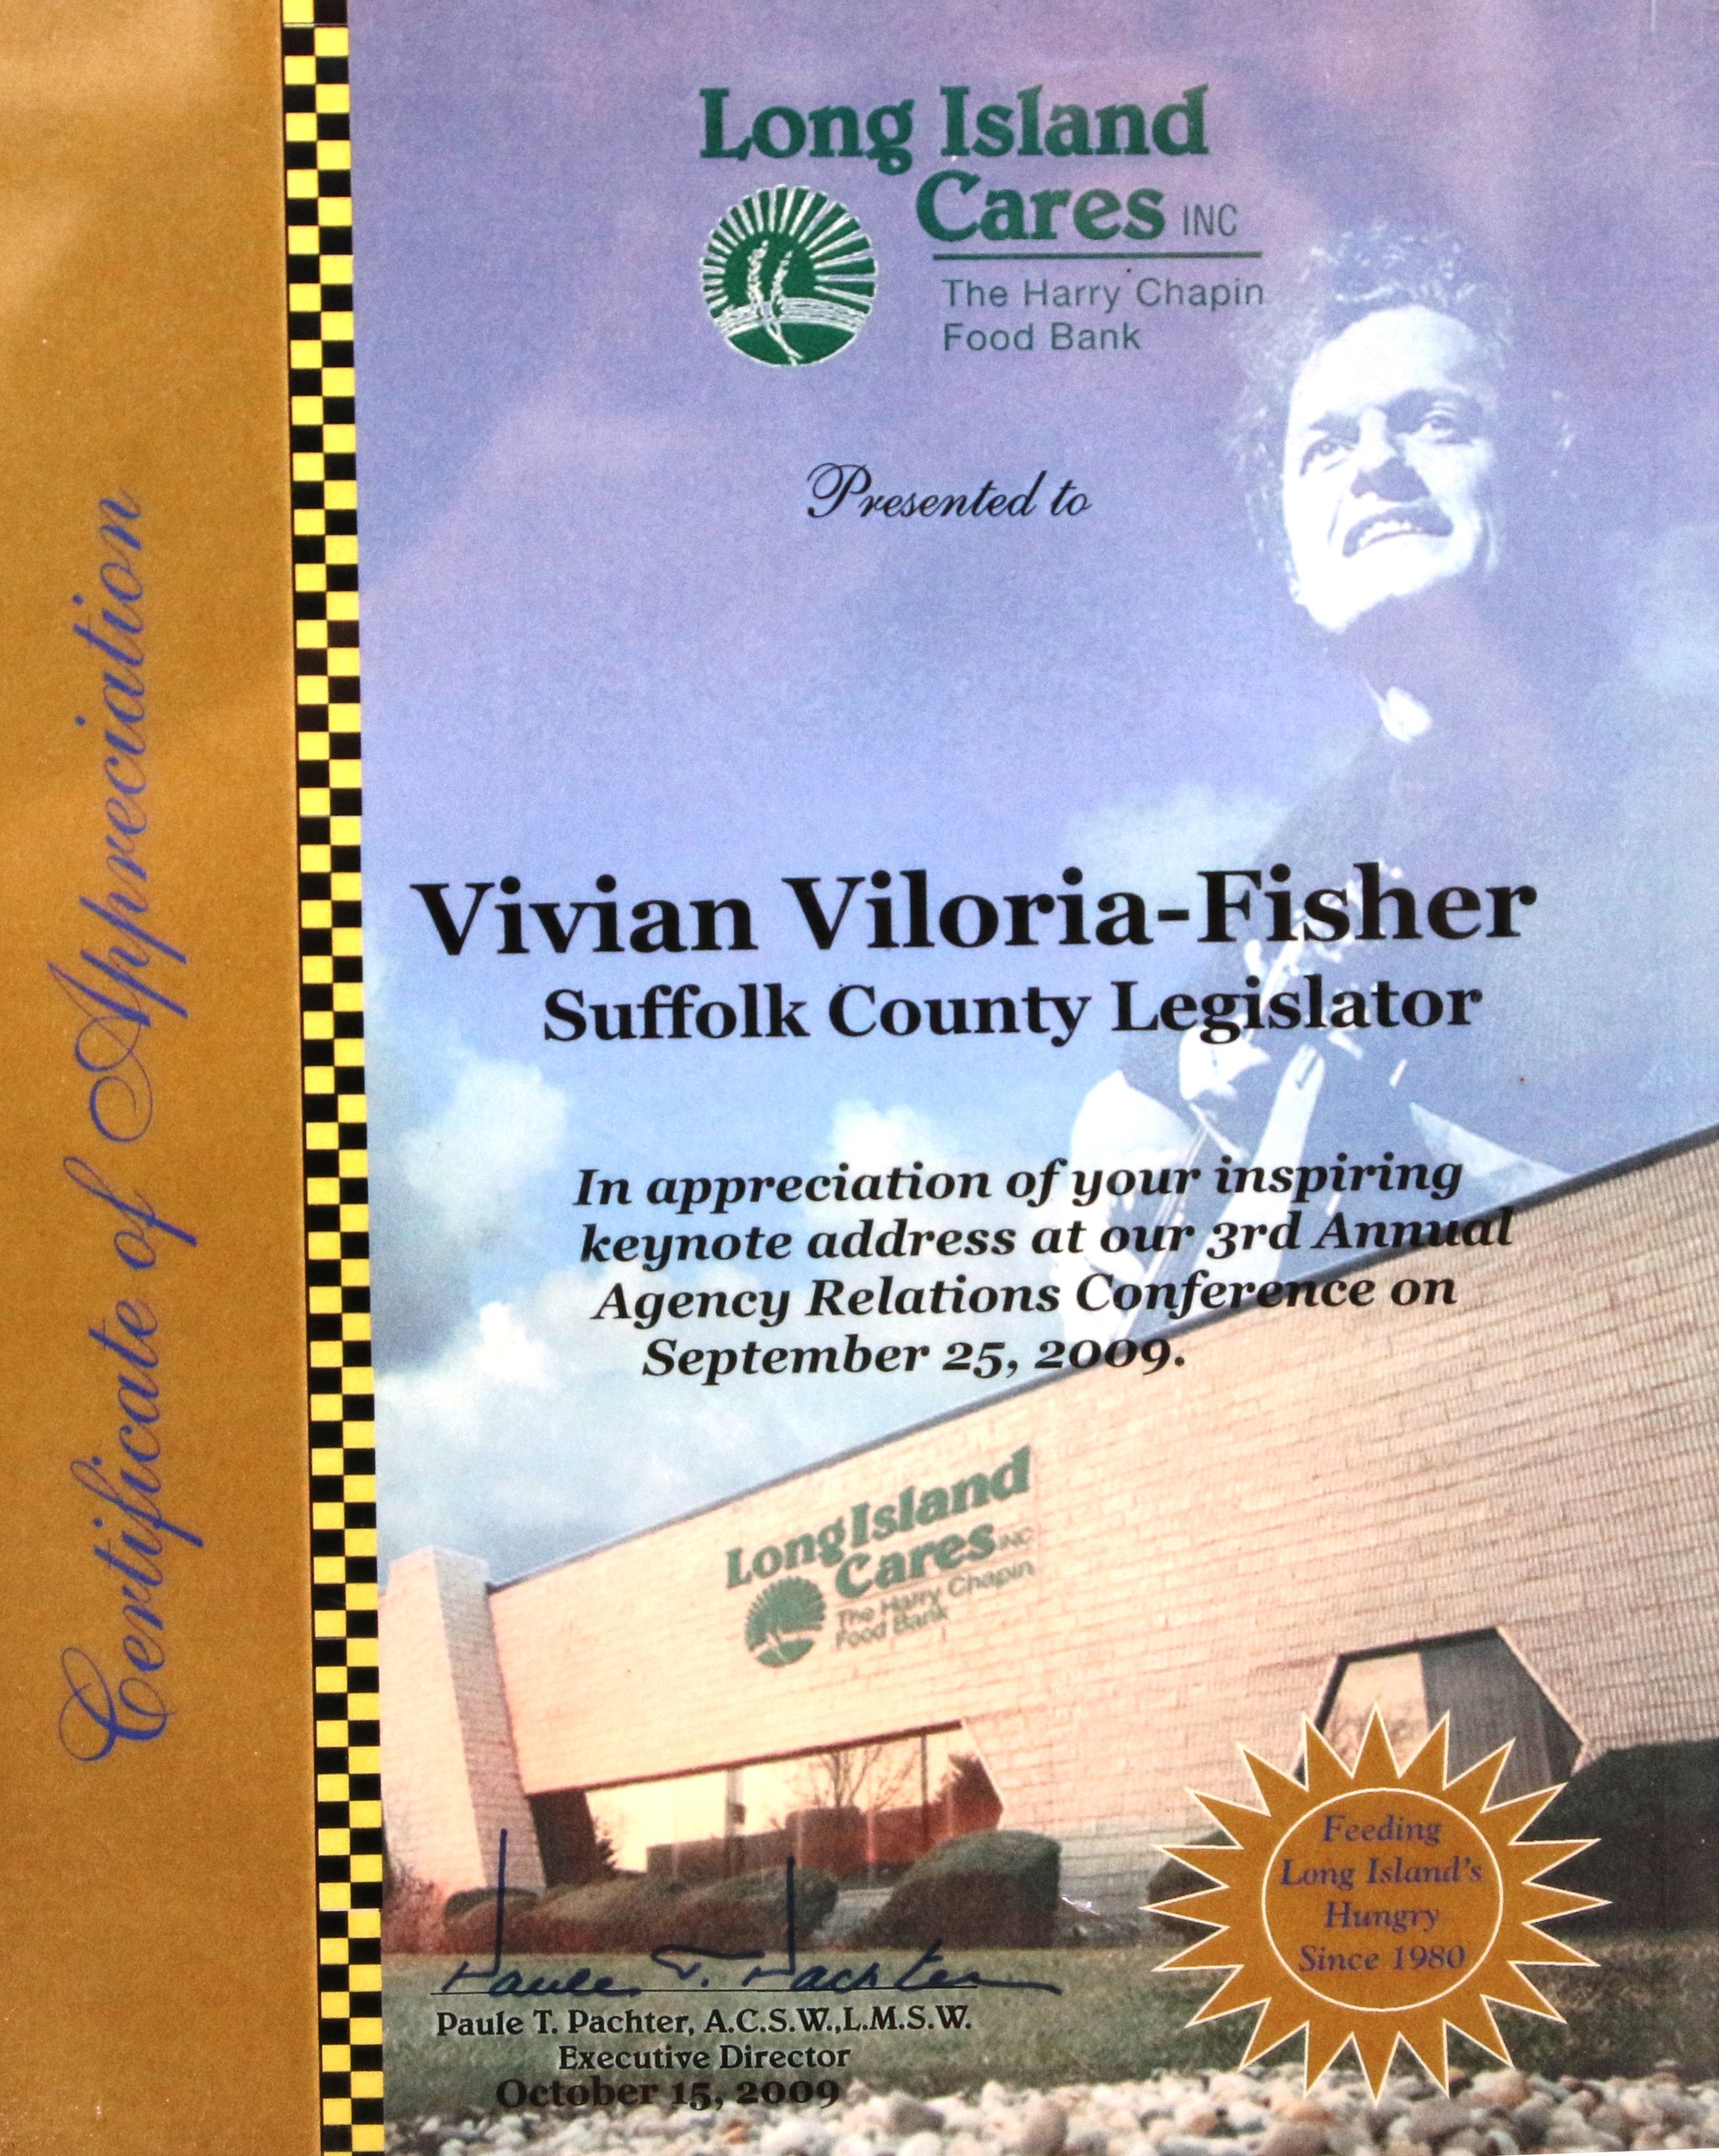 Certificate of Appreciation
Long Island
Cares INC
The Harry Chapin
Food Bank
Presented to
Vivian Viloria-Fisher
Suffolk County Legislator
In appreciation of your inspiring
keynote address at our 3rd Annual
Agency Relations Conference on
September 25, 2009.
Long Island
Cares INC
The Harry Chapin
Food Bank
Feeding
Long Island's
Hungry
Since 1980
Paule T. Pachter
Paule T. Pachter, A.C.S.W.,L.M.S.W.
Executive Director
October 15, 2009